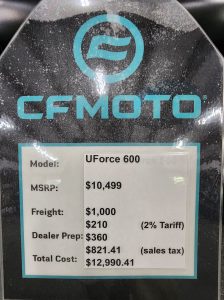 CFMOTO
Model: UForce 600
MSRP: $10,499
Freight: $1,000
$210 (2% Tariff)
Dealer Prep: $360
$821.41 (sales tax)
Total Cost: $12,990.41